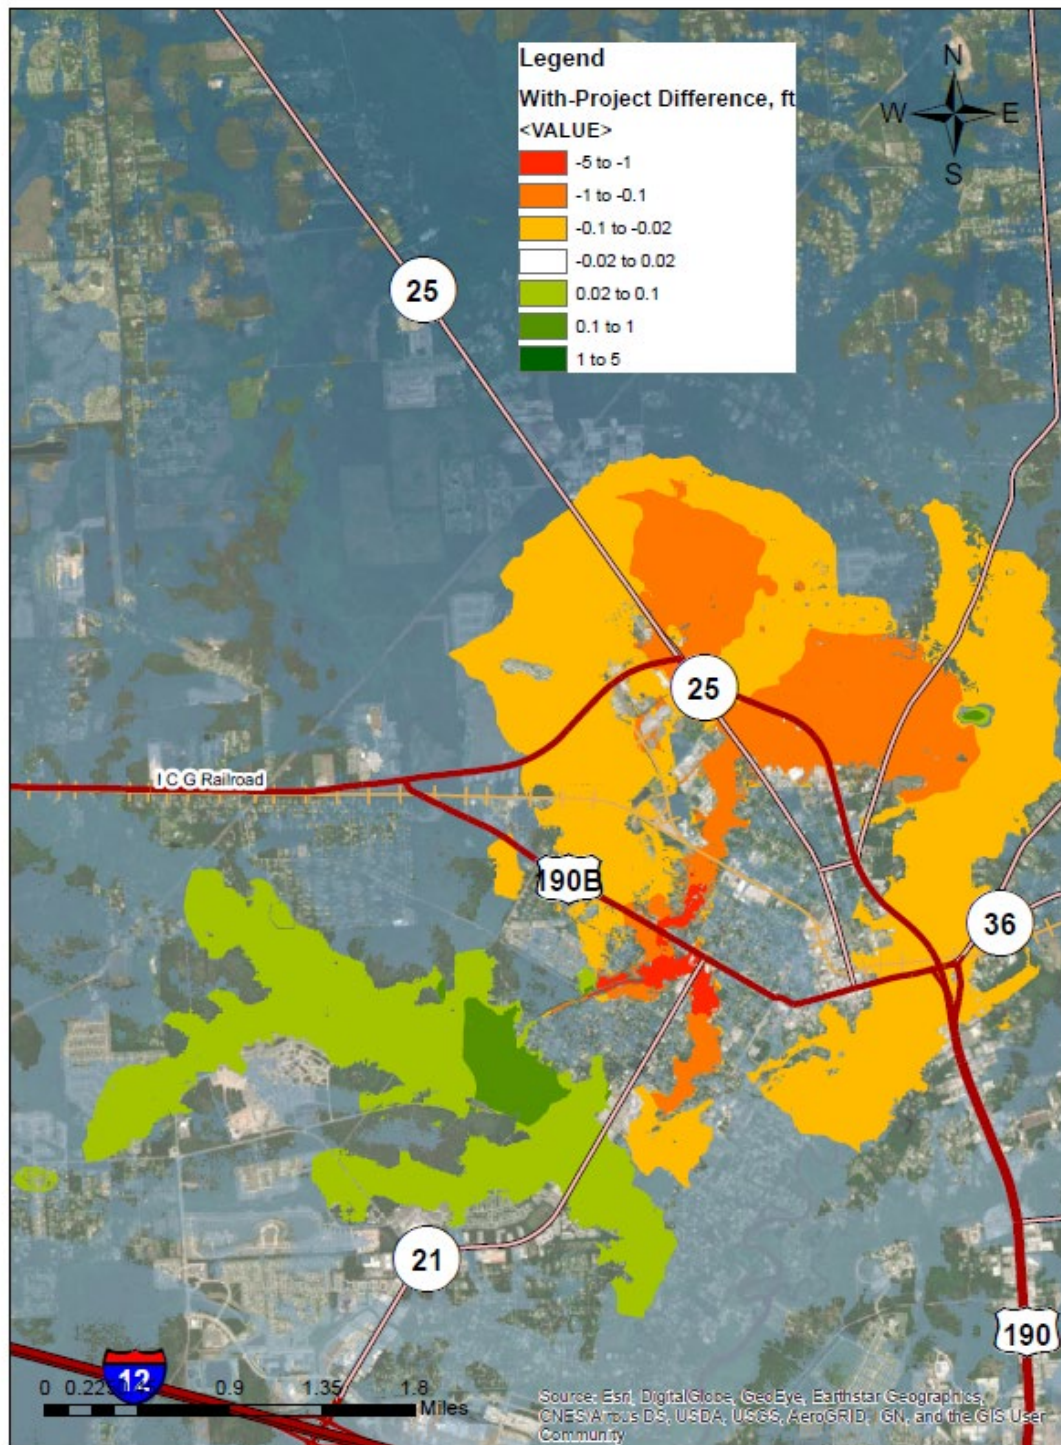 Legend
With-Project Difference, ft
<VALUE>
-5 to -1
-1 to -0.1
-0.1 to -0.02
-0.02 to 0.02
0.02 to 0.1
0.1 to 1
1 to 5
N
W E
S
25
25
I C G Railroad
190B
36
21
190
12
0 0.225 0.9 1.35 1.8
Miles
Source: Esri, DigitalGlobe, GeoEye, Earthstar Geographics,
CNES/Airbus DS, USDA, USGS, AeroGRID, IGN, and the GIS User
Community